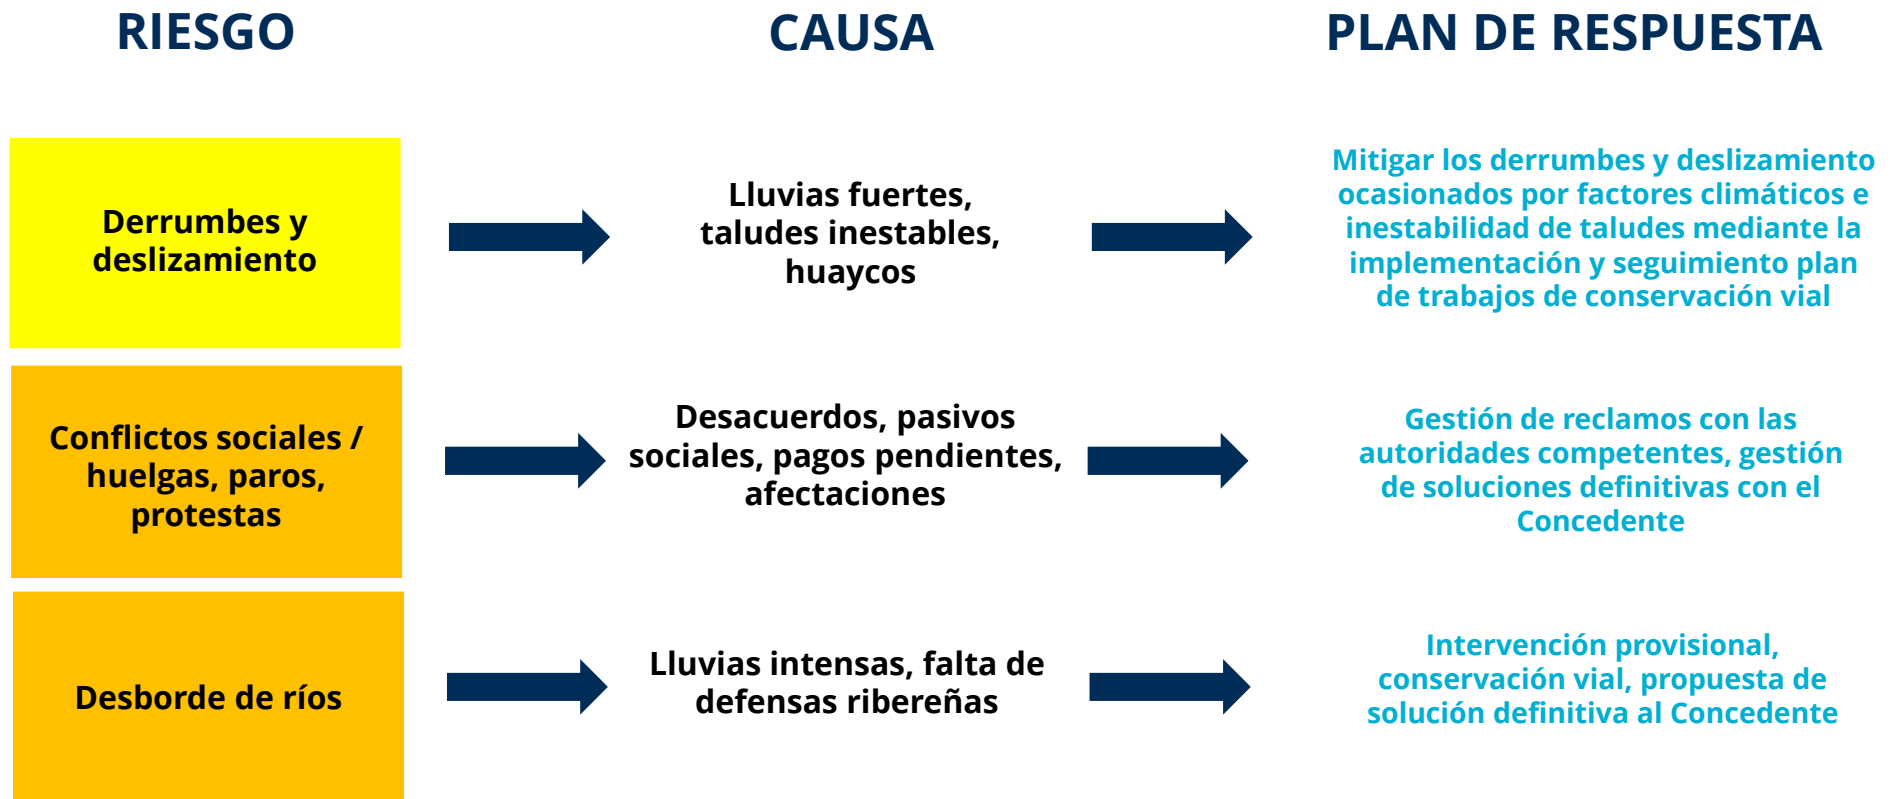 RIESGO
CAUSA
PLAN DE RESPUESTA
Derrumbes y
deslizamiento
Lluvias fuertes,
taludes inestables,
huaycos
Mitigar los derrumbes y deslizamiento
ocasionados por factores climáticos e
inestabilidad de taludes mediante la
implementación y seguimiento plan
de trabajos de conservación vial
Conflictos sociales /
huelgas, paros,
protestas
Desacuerdos, pasivos
sociales, pagos pendientes,
afectaciones
Gestión de reclamos con las
autoridades competentes, gestión
de soluciones definitivas con el
Concedente
Desborde de ríos
Lluvias intensas, falta de
defensas ribereñas
Intervención provisional,
conservación vial, propuesta de
solución definitiva al Concedente